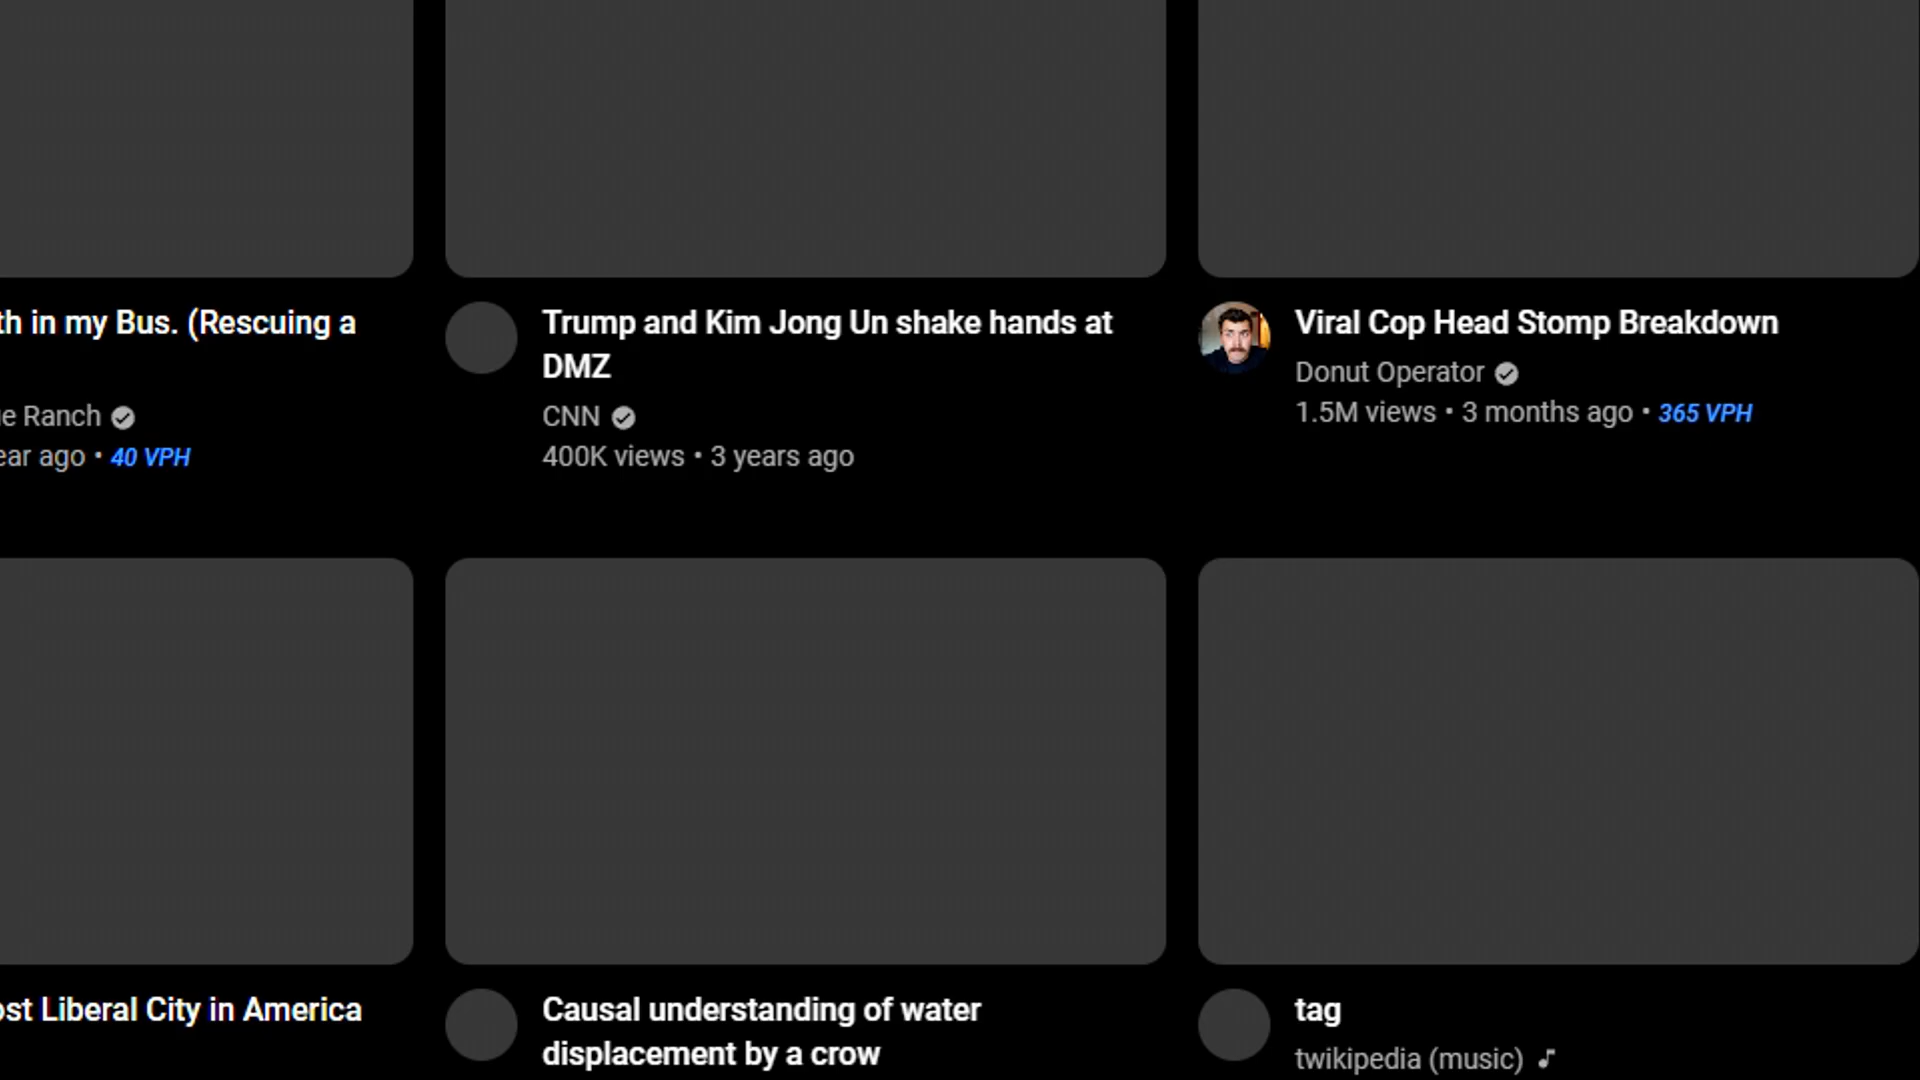 th in my Bus. (Rescuing a
e Ranch
ear ago • 40 VPH
Trump and Kim Jong Un shake hands at
DMZ
CNN
400K views • 3 years ago
Viral Cop Head Stomp Breakdown
Donut Operator
1.5M views • 3 months ago • 365 VPH
ost Liberal City in America
Causal understanding of water
displacement by a crow
tag
twikipedia (music)